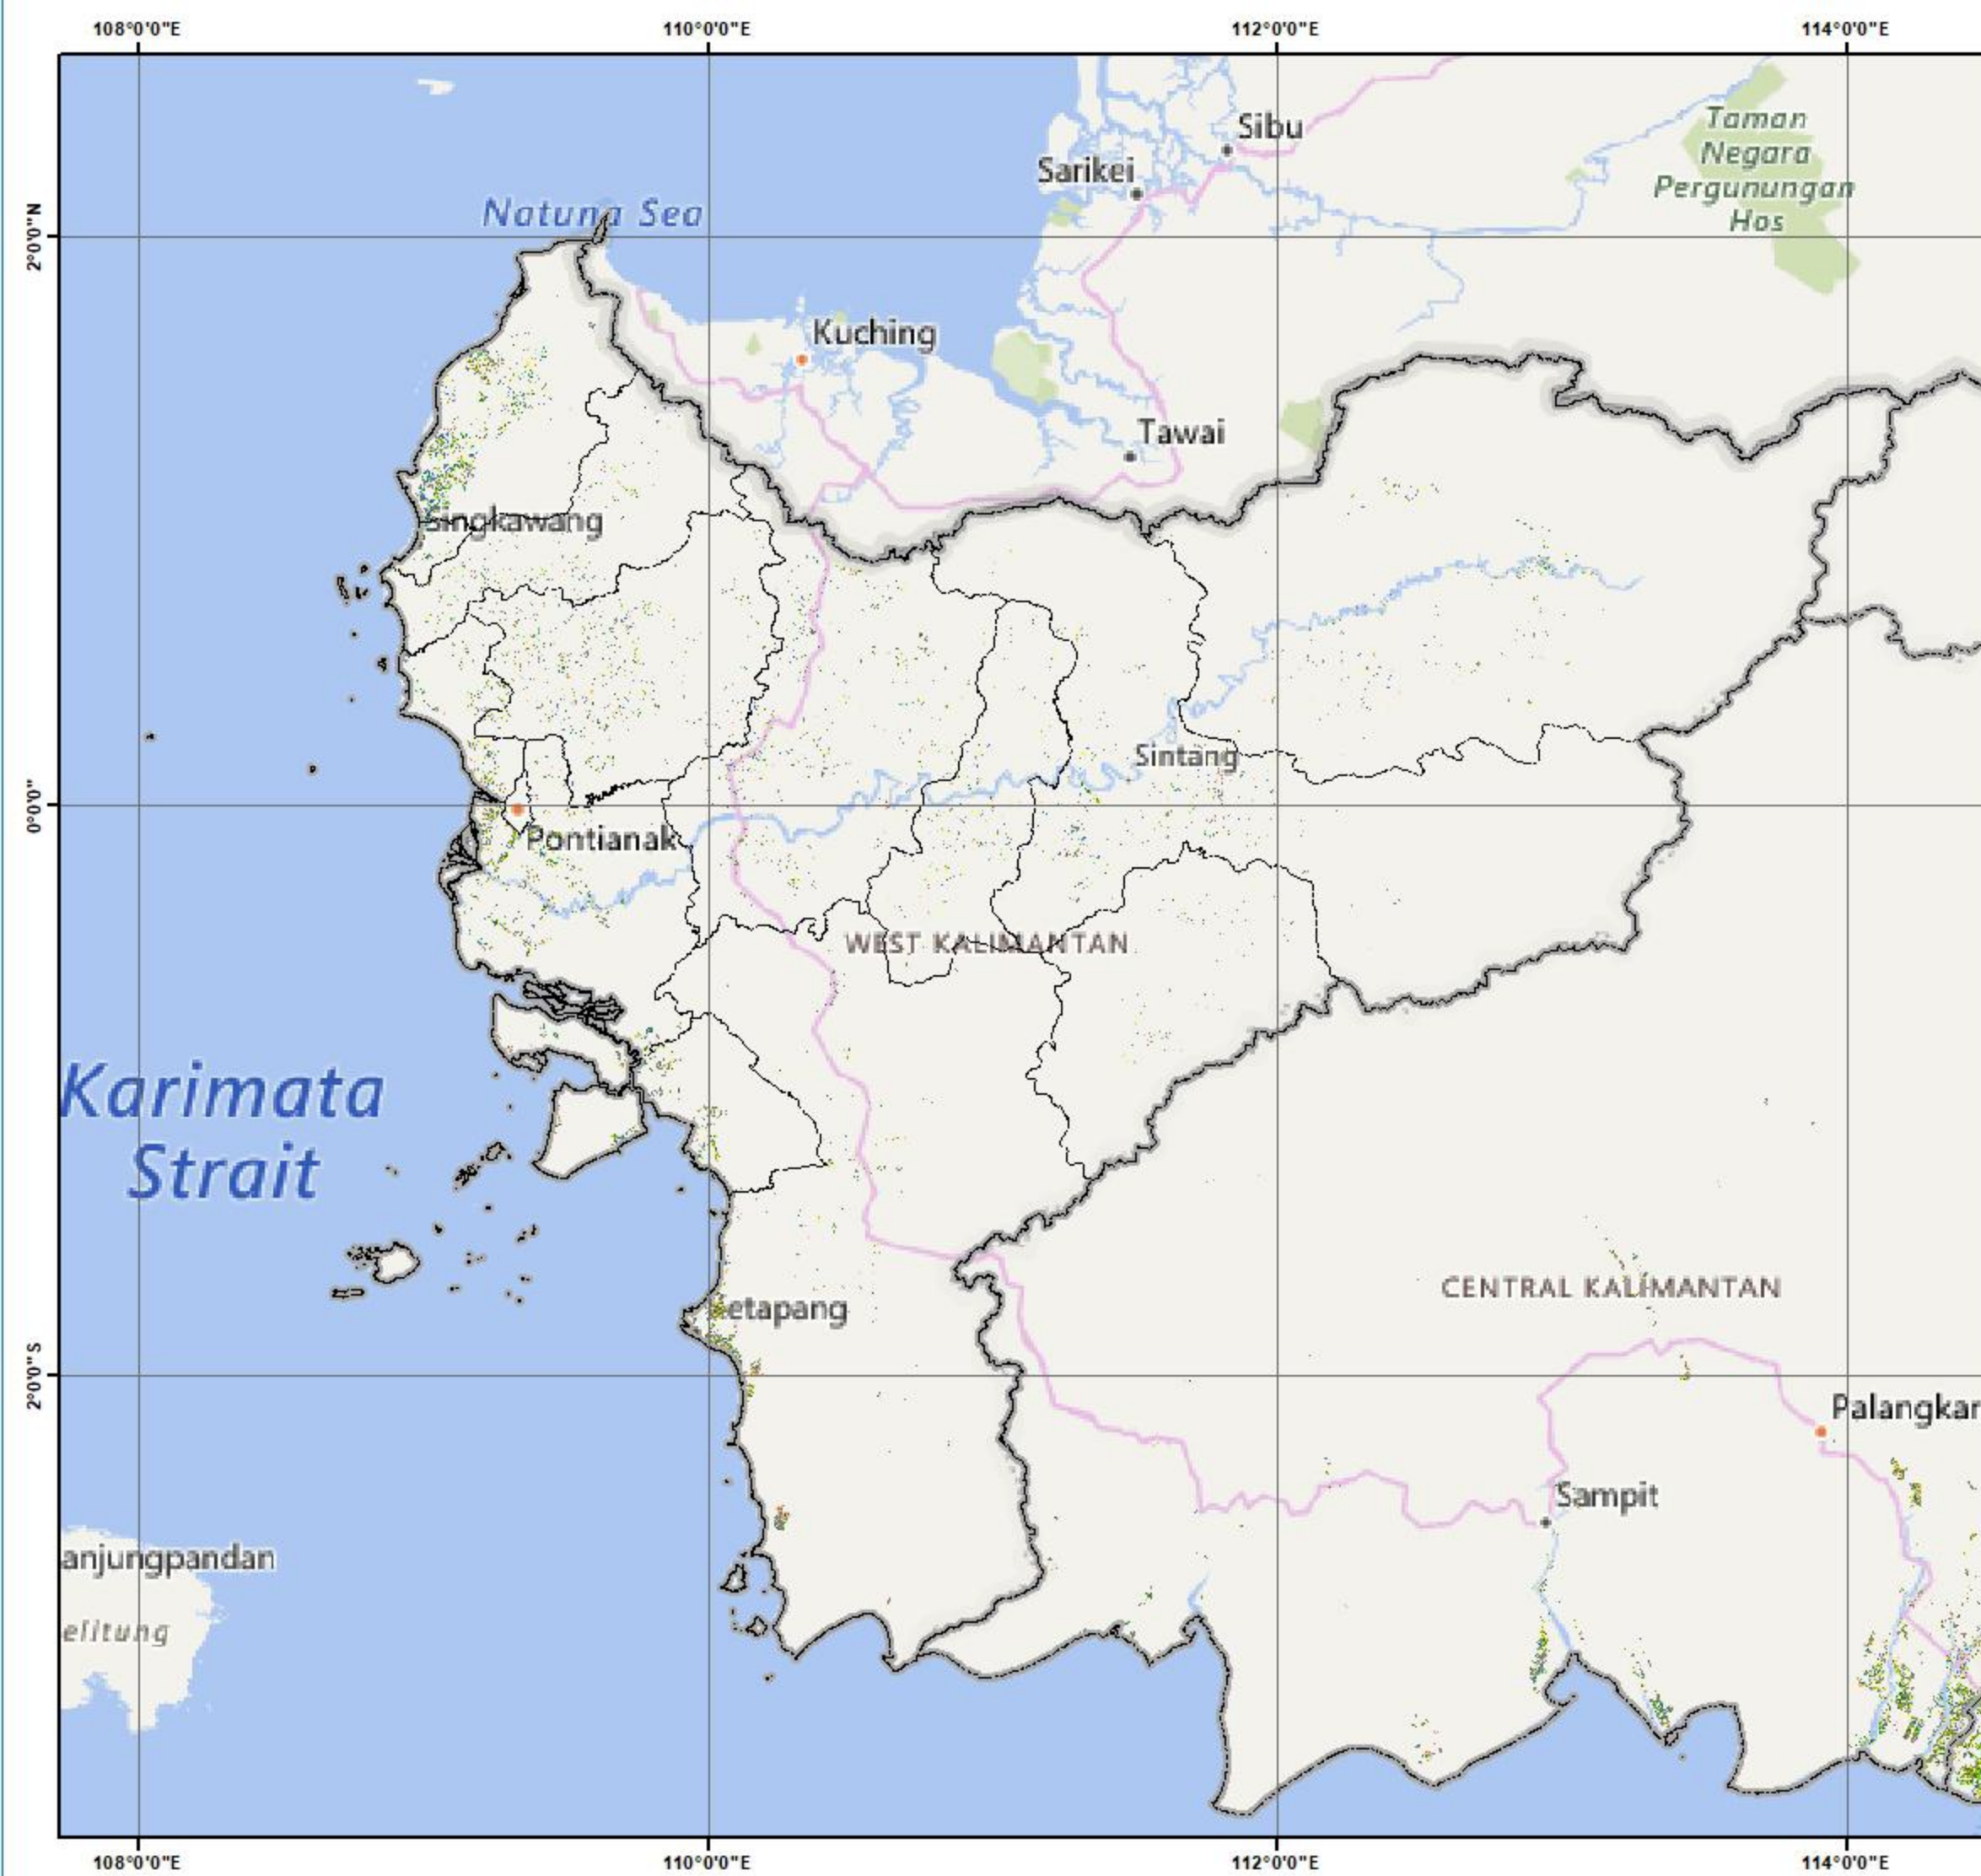 108°0'0"E
110°0'0"E
112°0'0"E
114°0'0"E
Sibu
Taman
Negara
Pergunungan
Hos
Sarikei
Natuna Sea
2°0'0"N
Kuching
Tawai
Singkawang
Sintang
0°0'0"
Pontianak
WEST KALIMANTAN
Karimata
Strait
CENTRAL KALIMANTAN
etapang
2°0'0"S
Palangkar
Sampit
anjungpandan
elitung
108°0'0"E
110°0'0"E
112°0'0"E
114°0'0"E